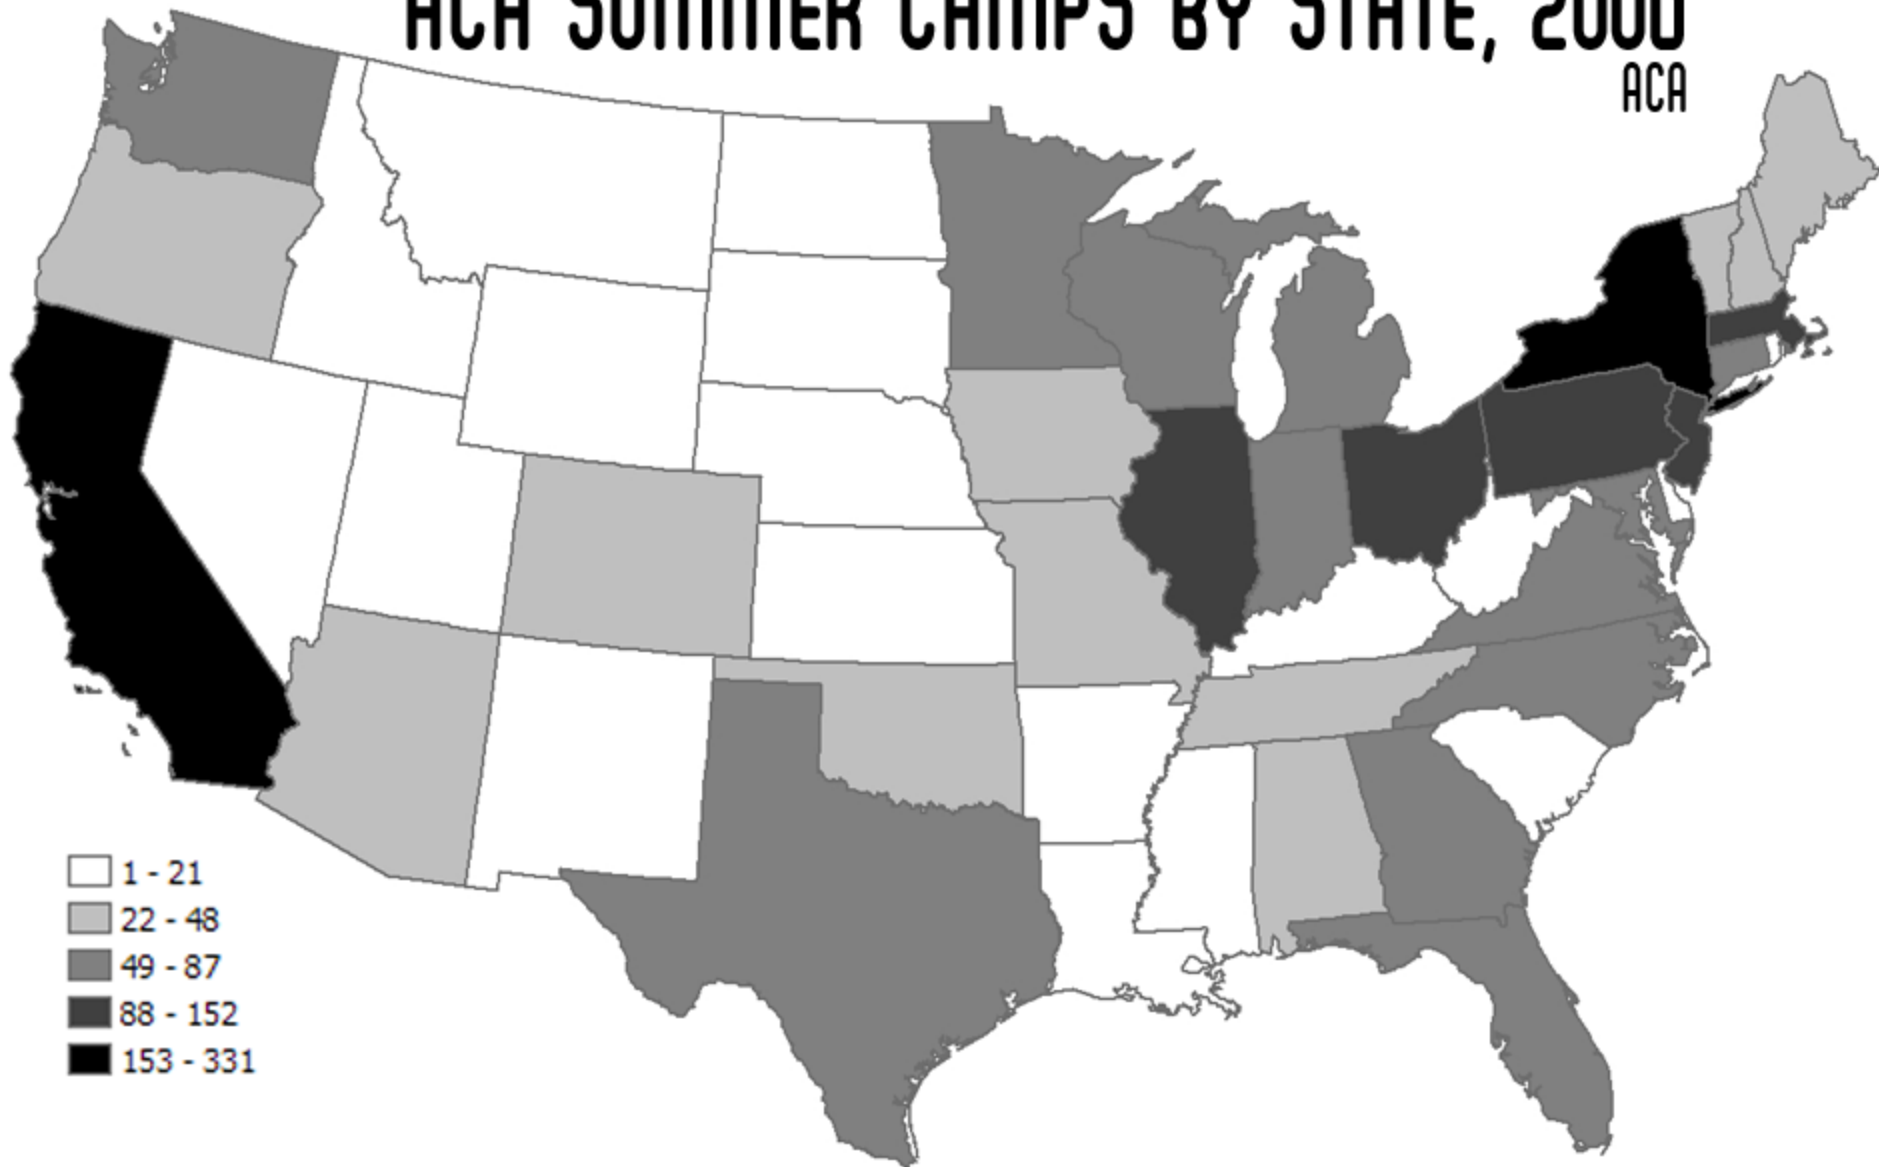 ACA SUMMER CAMPS BY STATE, 2000
ACA
1 - 21
22 - 48
49 - 87
88 - 152
153 - 331